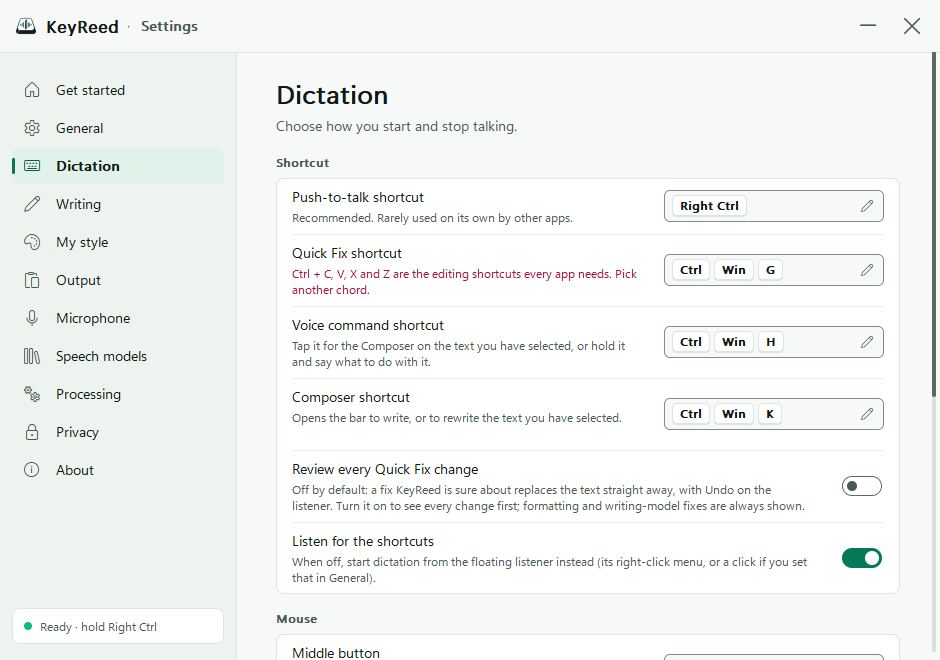 KeyReed · Settings
Get started
General
Dictation
Writing
My style
Output
Microphone
Speech models
Processing
Privacy
About
Ready · hold Right Ctrl
Dictation
Choose how you start and stop talking.
Shortcut
Push-to-talk shortcut
Recommended. Rarely used on its own by other apps.
Right Ctrl
Quick Fix shortcut
Ctrl + C, V, X and Z are the editing shortcuts every app needs. Pick
another chord.
Ctrl Win G
Voice command shortcut
Tap it for the Composer on the text you have selected, or hold it
and say what to do with it.
Ctrl Win H
Composer shortcut
Opens the bar to write, or to rewrite the text you have selected.
Ctrl Win K
Review every Quick Fix change
Off by default: a fix KeyReed is sure about replaces the text straight away, with Undo on the
listener. Turn it on to see every change first; formatting and writing-model fixes are always shown.
Listen for the shortcuts
When off, start dictation from the floating listener instead (its right-click menu, or a click if you set
that in General).
Mouse
Middle button